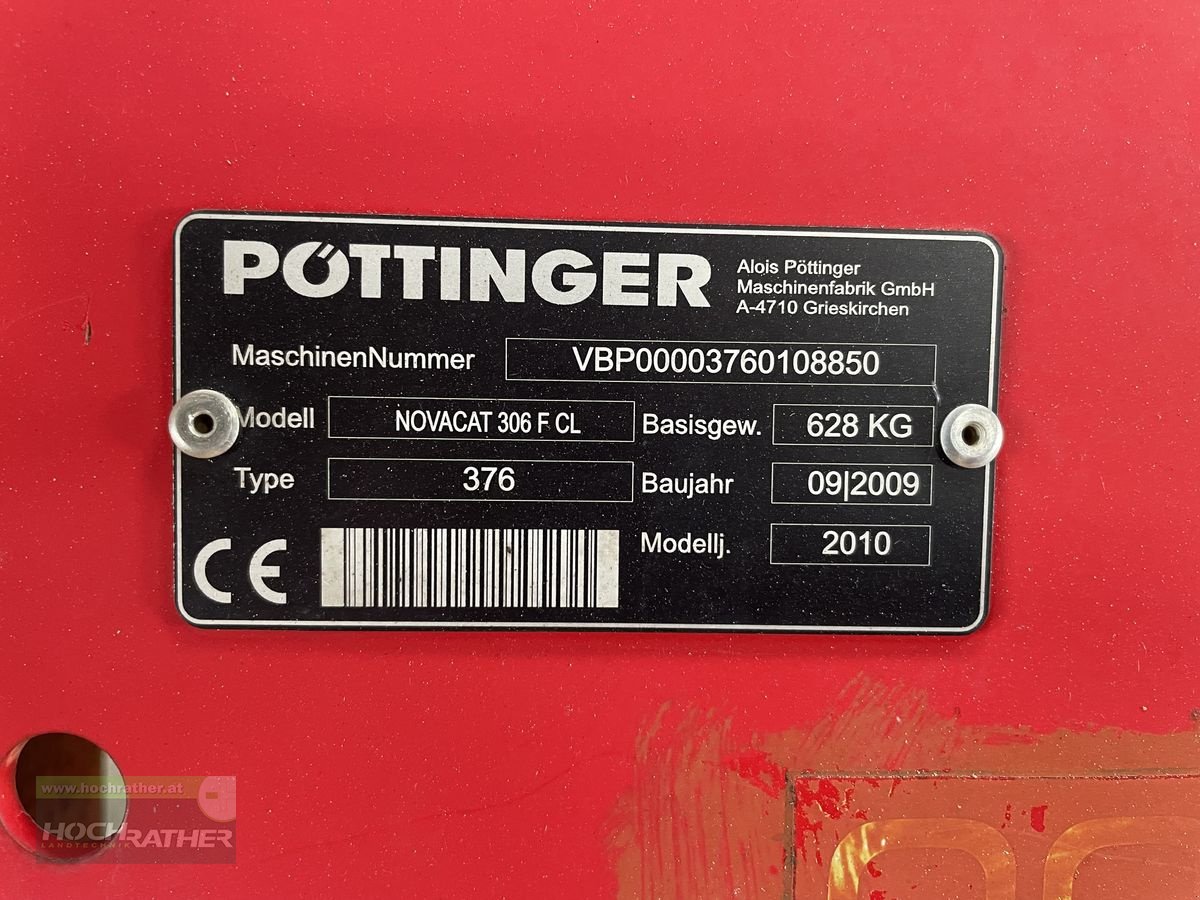 PÖTTINGER
Alois Pöttinger
Maschinenfabrik GmbH
A-4710 Grieskirchen
MaschinenNummer VBP00003760108850
Modell NOVACAT 306 F CL Basisgew. 628 KG
Type 376 Baujahr 09|2009
CE Modellj. 2010
www.hochrather.at
HOCHRATHER
LANDTECHNIK